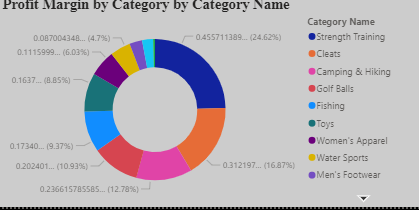 Profit Margin by Category by Category Name
Category Name
Strength Training
Cleats
Camping & Hiking
Golf Balls
Fishing
Toys
Women's Apparel
Water Sports
Men's Footwear
0.087004348... (4.7%)
0.1115999... (6.03%)
0.1637... (8.85%)
0.17340... (9.37%)
0.202401... (10.93%)
0.236615785585... (12.78%)
0.455711389... (24.62%)
0.312197... (16.87%)